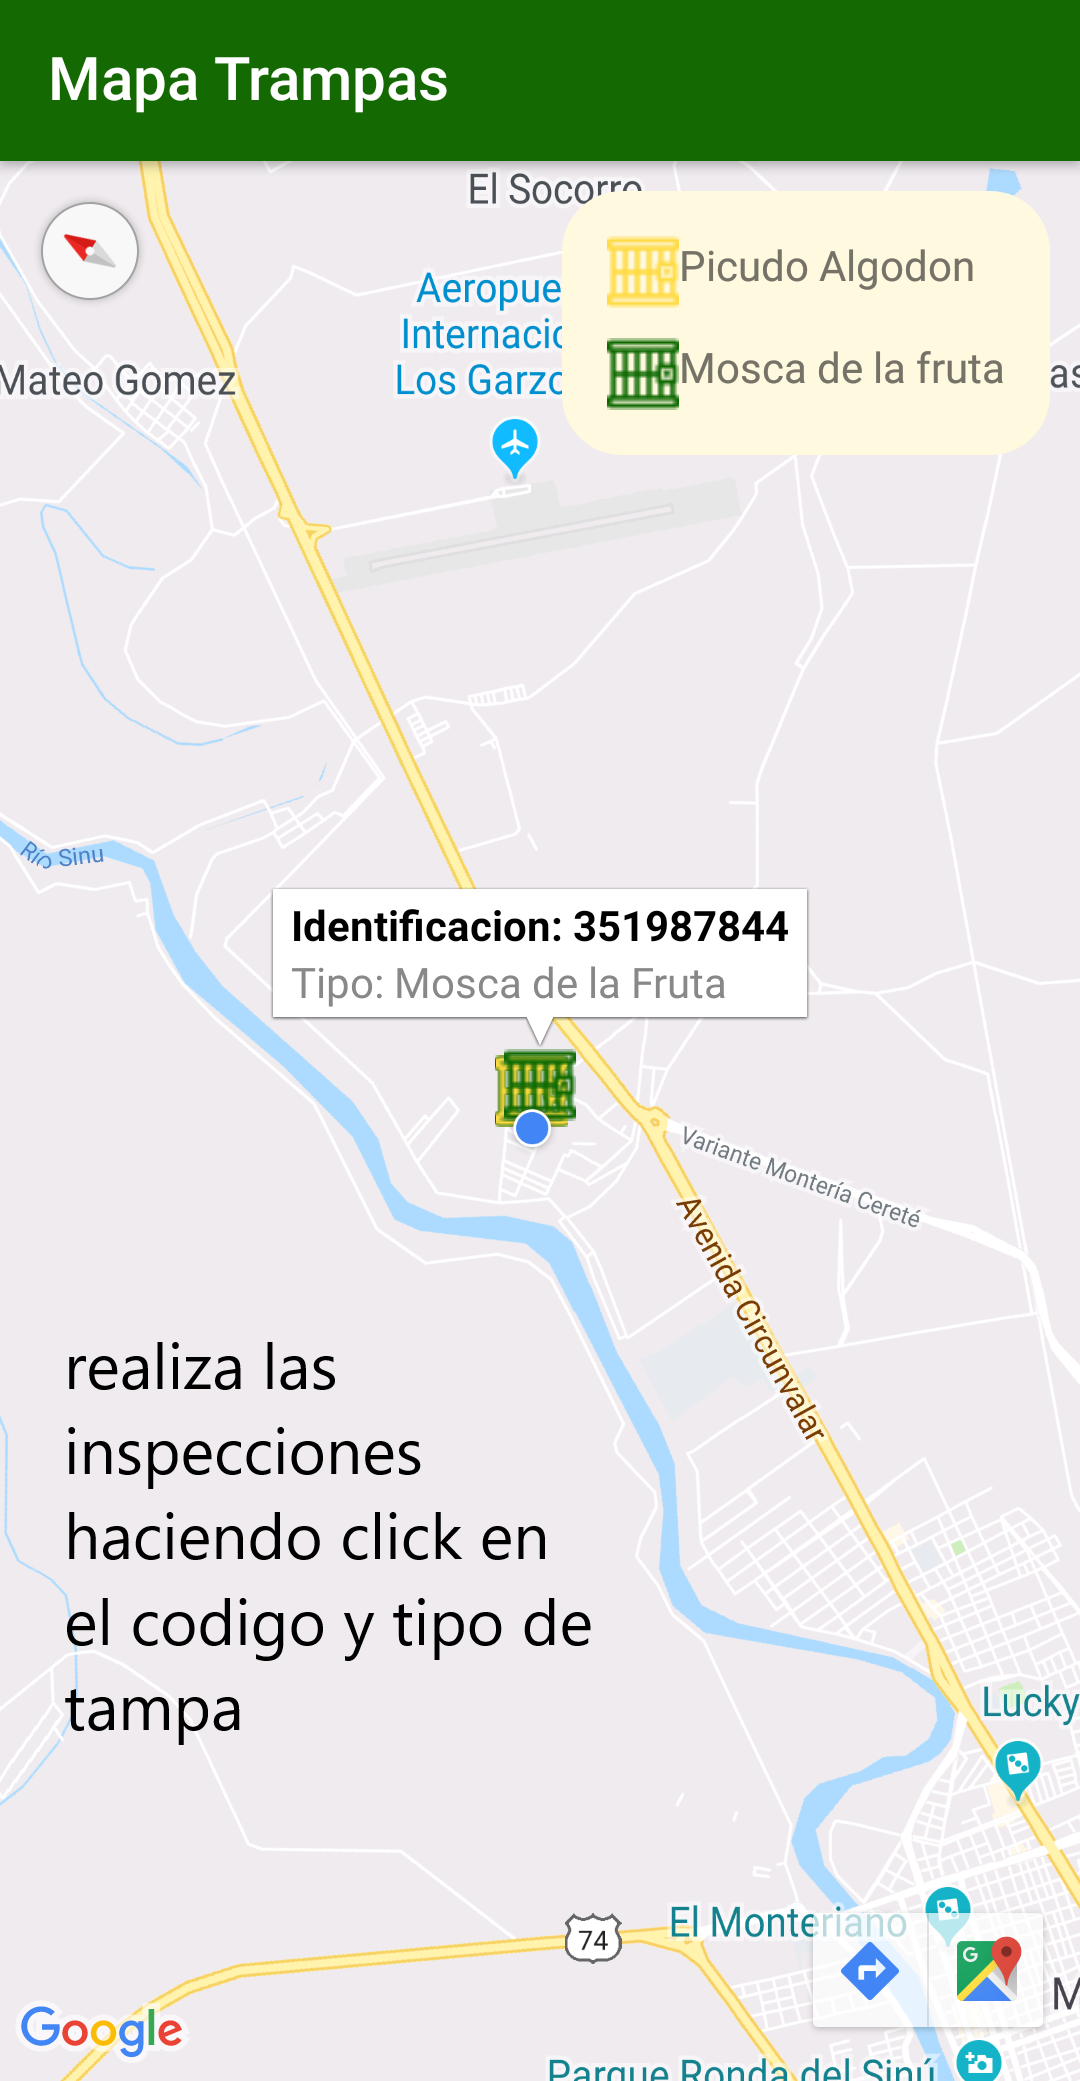 Mapa Trampas
El Socorro
Picudo Algodon
Mosca de la fruta
Aeropue
Internacio
Los Garzo
Mateo Gomez
as
Río Sinu
Identificacion: 351987844
Tipo: Mosca de la Fruta
Variante Montería Cereté
Avenida Circunvalar
realiza las
inspecciones
haciendo click en
el codigo y tipo de
tampa
Lucky
El Monteriano
74
G
M
Google
Parque Ronda del Sinú